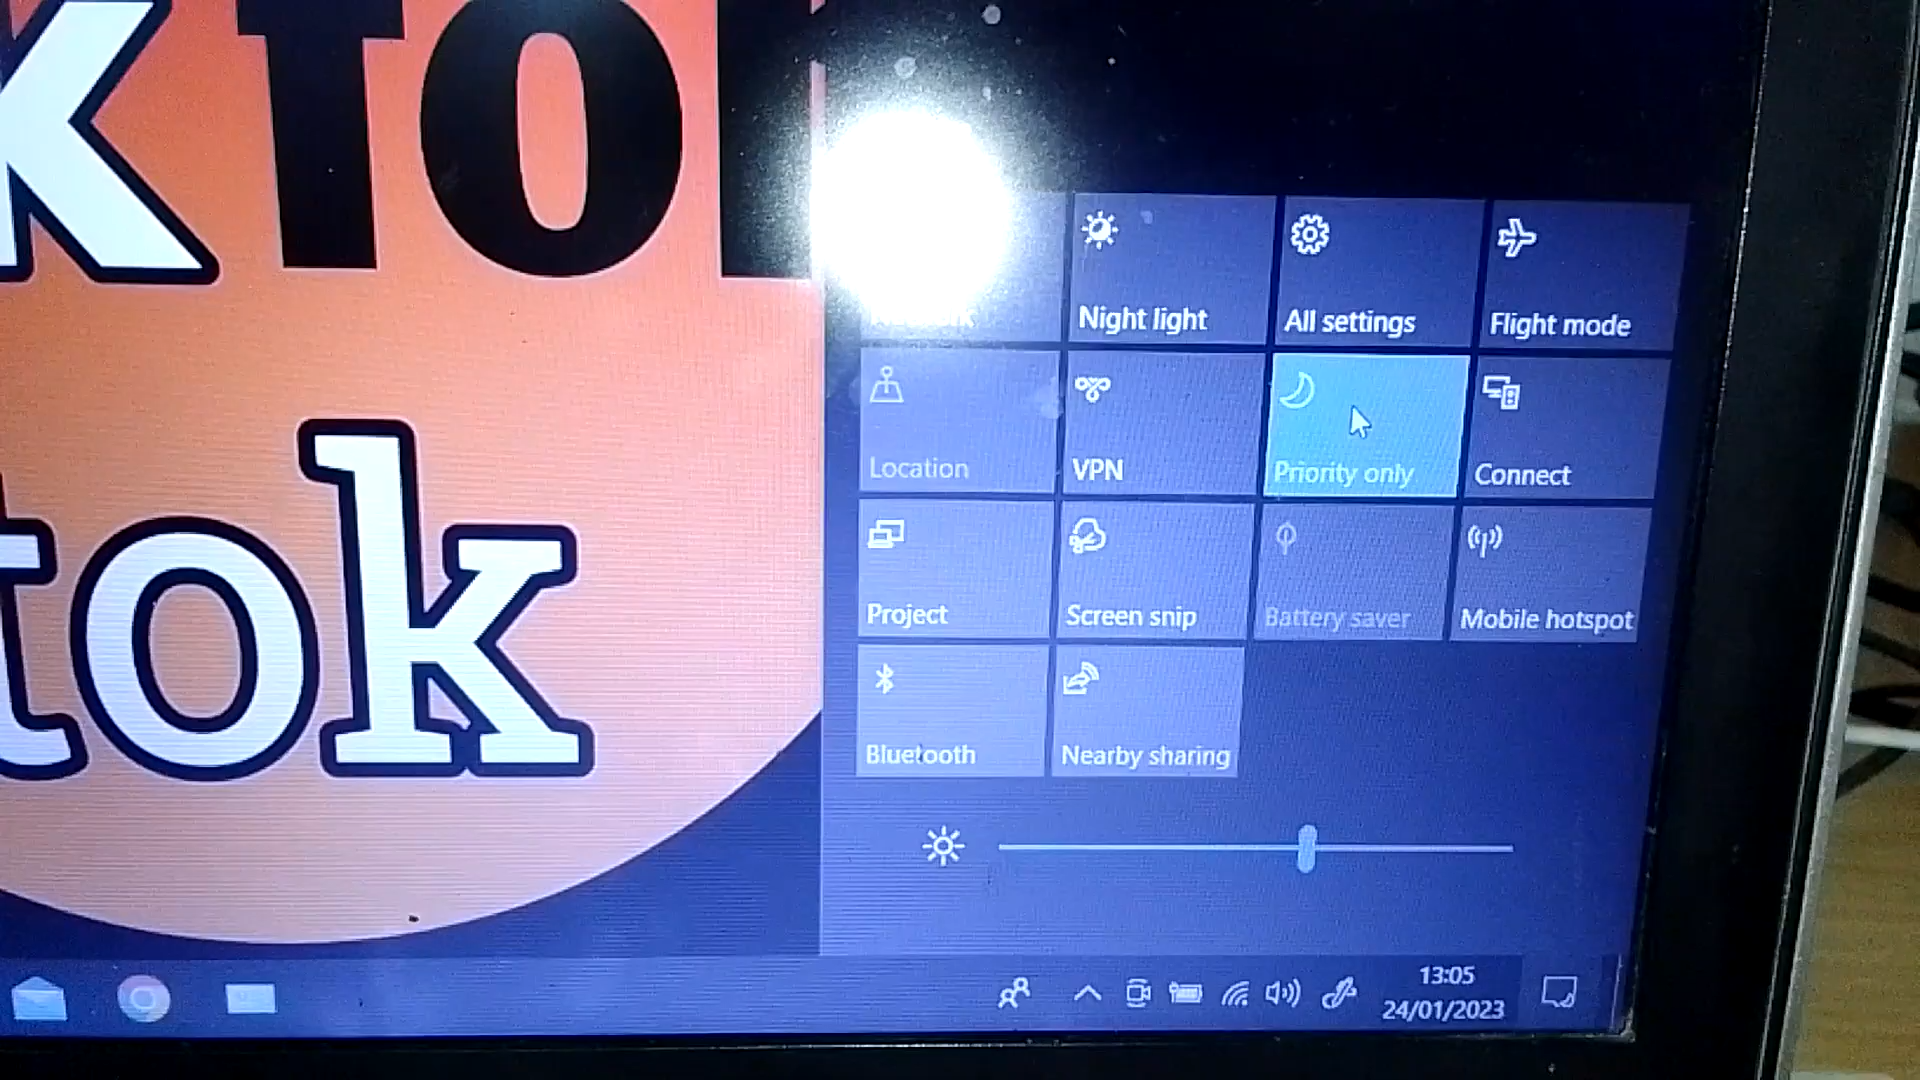 kTok
tok
Night light
All settings
Flight mode
Location
VPN
Priority only
Connect
Project
Screen snip
Battery saver
Mobile hotspot
Bluetooth
Nearby sharing
13:05
24/01/2023